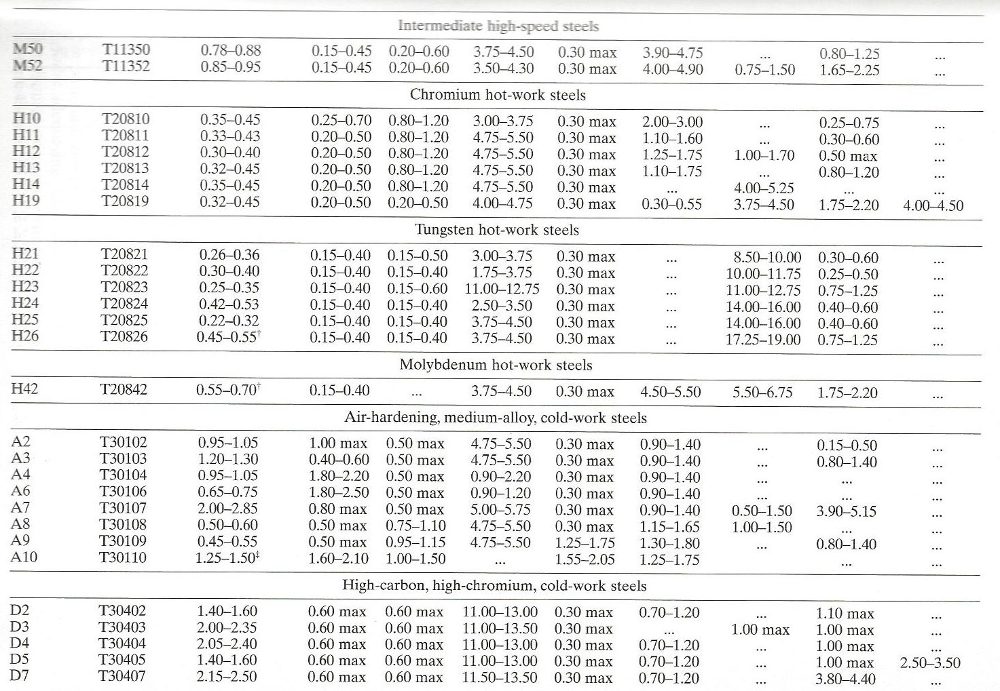 Intermediate high-speed steels
M50 T11350 0.78–0.88 0.15–0.45 0.20–0.60 3.75–4.50 0.30 max 3.90–4.75 ... 0.80–1.25 ...
M52 T11352 0.85–0.95 0.15–0.45 0.20–0.60 3.50–4.30 0.30 max 4.00–4.90 0.75–1.50 1.65–2.25 ...
Chromium hot-work steels
H10 T20810 0.35–0.45 0.25–0.70 0.80–1.20 3.00–3.75 0.30 max 2.00–3.00 ... 0.25–0.75 ...
H11 T20811 0.33–0.43 0.20–0.50 0.80–1.20 4.75–5.50 0.30 max 1.10–1.60 ... 0.30–0.60 ...
H12 T20812 0.30–0.40 0.20–0.50 0.80–1.20 4.75–5.50 0.30 max 1.25–1.75 1.00–1.70 0.50 max ...
H13 T20813 0.32–0.45 0.20–0.50 0.80–1.20 4.75–5.50 0.30 max 1.10–1.75 ... 0.80–1.20 ...
H14 T20814 0.35–0.45 0.20–0.50 0.80–1.20 4.75–5.50 0.30 max ... 4.00–5.25 ... ...
H19 T20819 0.32–0.45 0.20–0.50 0.20–0.50 4.00–4.75 0.30 max 0.30–0.55 3.75–4.50 1.75–2.20 4.00–4.50
Tungsten hot-work steels
H21 T20821 0.26–0.36 0.15–0.40 0.15–0.50 3.00–3.75 0.30 max ... 8.50–10.00 0.30–0.60 ...
H22 T20822 0.30–0.40 0.15–0.40 0.15–0.40 1.75–3.75 0.30 max ... 10.00–11.75 0.25–0.50 ...
H23 T20823 0.25–0.35 0.15–0.40 0.15–0.60 11.00–12.75 0.30 max ... 11.00–12.75 0.75–1.25 ...
H24 T20824 0.42–0.53 0.15–0.40 0.15–0.40 2.50–3.50 0.30 max ... 14.00–16.00 0.40–0.60 ...
H25 T20825 0.22–0.32 0.15–0.40 0.15–0.40 3.75–4.50 0.30 max ... 14.00–16.00 0.40–0.60 ...
H26 T20826 0.45–0.55† 0.15–0.40 0.15–0.40 3.75–4.50 0.30 max ... 17.25–19.00 0.75–1.25 ...
Molybdenum hot-work steels
H42 T20842 0.55–0.70† 0.15–0.40 ... 3.75–4.50 0.30 max 4.50–5.50 5.50–6.75 1.75–2.20 ...
Air-hardening, medium-alloy, cold-work steels
A2 T30102 0.95–1.05 1.00 max 0.50 max 4.75–5.50 0.30 max 0.90–1.40 ... 0.15–0.50 ...
A3 T30103 1.20–1.30 0.40–0.60 0.50 max 4.75–5.50 0.30 max 0.90–1.40 ... 0.80–1.40 ...
A4 T30104 0.95–1.05 1.80–2.20 0.50 max 0.90–2.20 0.30 max 0.90–1.40 ... ... ...
A6 T30106 0.65–0.75 1.80–2.50 0.50 max 0.90–1.20 0.30 max 0.90–1.40 ... ... ...
A7 T30107 2.00–2.85 0.80 max 0.50 max 5.00–5.75 0.30 max 0.90–1.40 0.50–1.50 3.90–5.15 ...
A8 T30108 0.50–0.60 0.50 max 0.75–1.10 4.75–5.50 0.30 max 1.15–1.65 1.00–1.50 ... ...
A9 T30109 0.45–0.55 0.50 max 0.95–1.15 4.75–5.50 1.25–1.75 1.30–1.80 ... 0.80–1.40 ...
A10 T30110 1.25–1.50‡ 1.60–2.10 1.00–1.50 ... 1.55–2.05 1.25–1.75 ... ...
High-carbon, high-chromium, cold-work steels
D2 T30402 1.40–1.60 0.60 max 0.60 max 11.00–13.00 0.30 max 0.70–1.20 ... 1.10 max ...
D3 T30403 2.00–2.35 0.60 max 0.60 max 11.00–13.50 0.30 max ... 1.00 max 1.00 max ...
D4 T30404 2.05–2.40 0.60 max 0.60 max 11.00–13.00 0.30 max 0.70–1.20 ... 1.00 max ...
D5 T30405 1.40–1.60 0.60 max 0.60 max 11.00–13.00 0.30 max 0.70–1.20 ... 1.00 max 2.50–3.50
D7 T30407 2.15–2.50 0.60 max 0.60 max 11.50–13.50 0.30 max 0.70–1.20 ... 3.80–4.40 ...